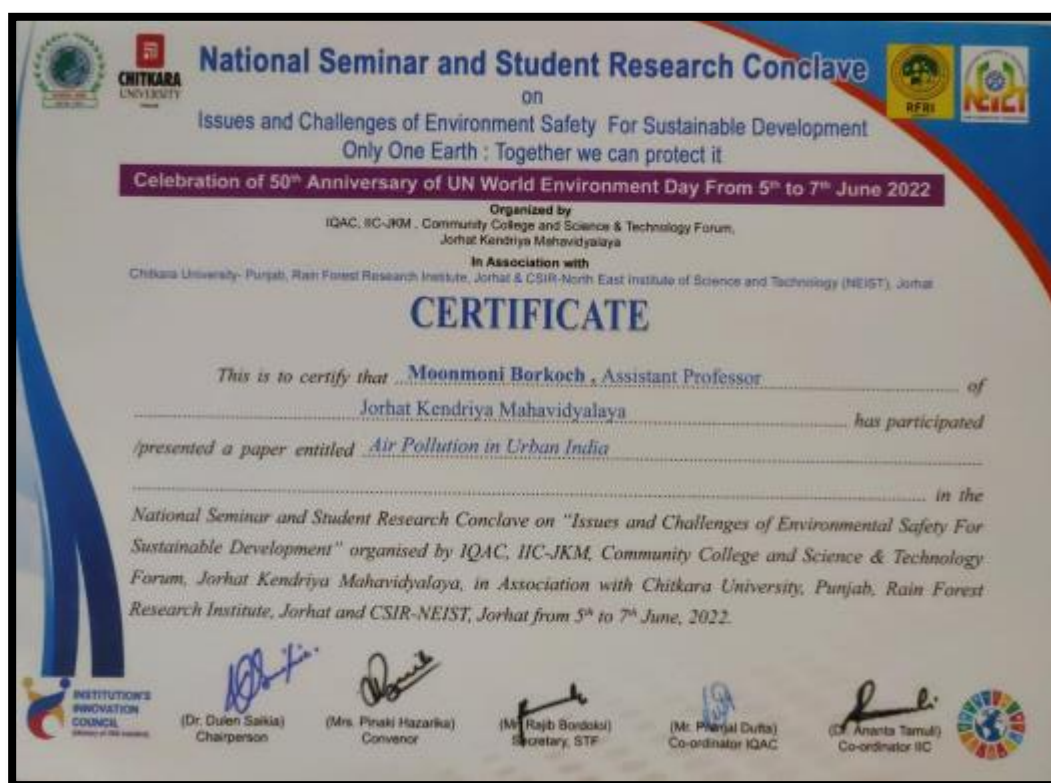 CHITKARA
UNIVERSITY
National Seminar and Student Research Conclave
on
Issues and Challenges of Environment Safety For Sustainable Development
Only One Earth : Together we can protect it
RFRI
NEIST
Celebration of 50th Anniversary of UN World Environment Day From 5th to 7th June 2022
Organized by
IQAC, IIC-JKM , Community College and Science & Technology Forum,
Jorhat Kendriya Mahavidyalaya
In Association with
Chitkara University- Punjab, Rain Forest Research Institute, Jorhat & CSIR-North East Institute of Science and Technology (NEIST), Jorhat
CERTIFICATE
This is to certify that Moonmoni Borkoch , Assistant Professor of
Jorhat Kendriya Mahavidyalaya has participated
/presented a paper entitled Air Pollution in Urban India
in the
National Seminar and Student Research Conclave on "Issues and Challenges of Environmental Safety For
Sustainable Development" organised by IQAC, IIC-JKM, Community College and Science & Technology
Forum, Jorhat Kendriya Mahavidyalaya, in Association with Chitkara University, Punjab, Rain Forest
Research Institute, Jorhat and CSIR-NEIST, Jorhat from 5th to 7th June, 2022.
INSTITUTION'S
INNOVATION
COUNCIL
(Dr. Dulen Saikia)
Chairperson
(Mrs. Pinaki Hazarika)
Convenor
(Mr. Rajib Bordoloi)
Secretary, STF
(Mr. Dutta)
Co-ordinator IQAC
(Dr. Ananta Tamuli)
Co-ordinator IIC